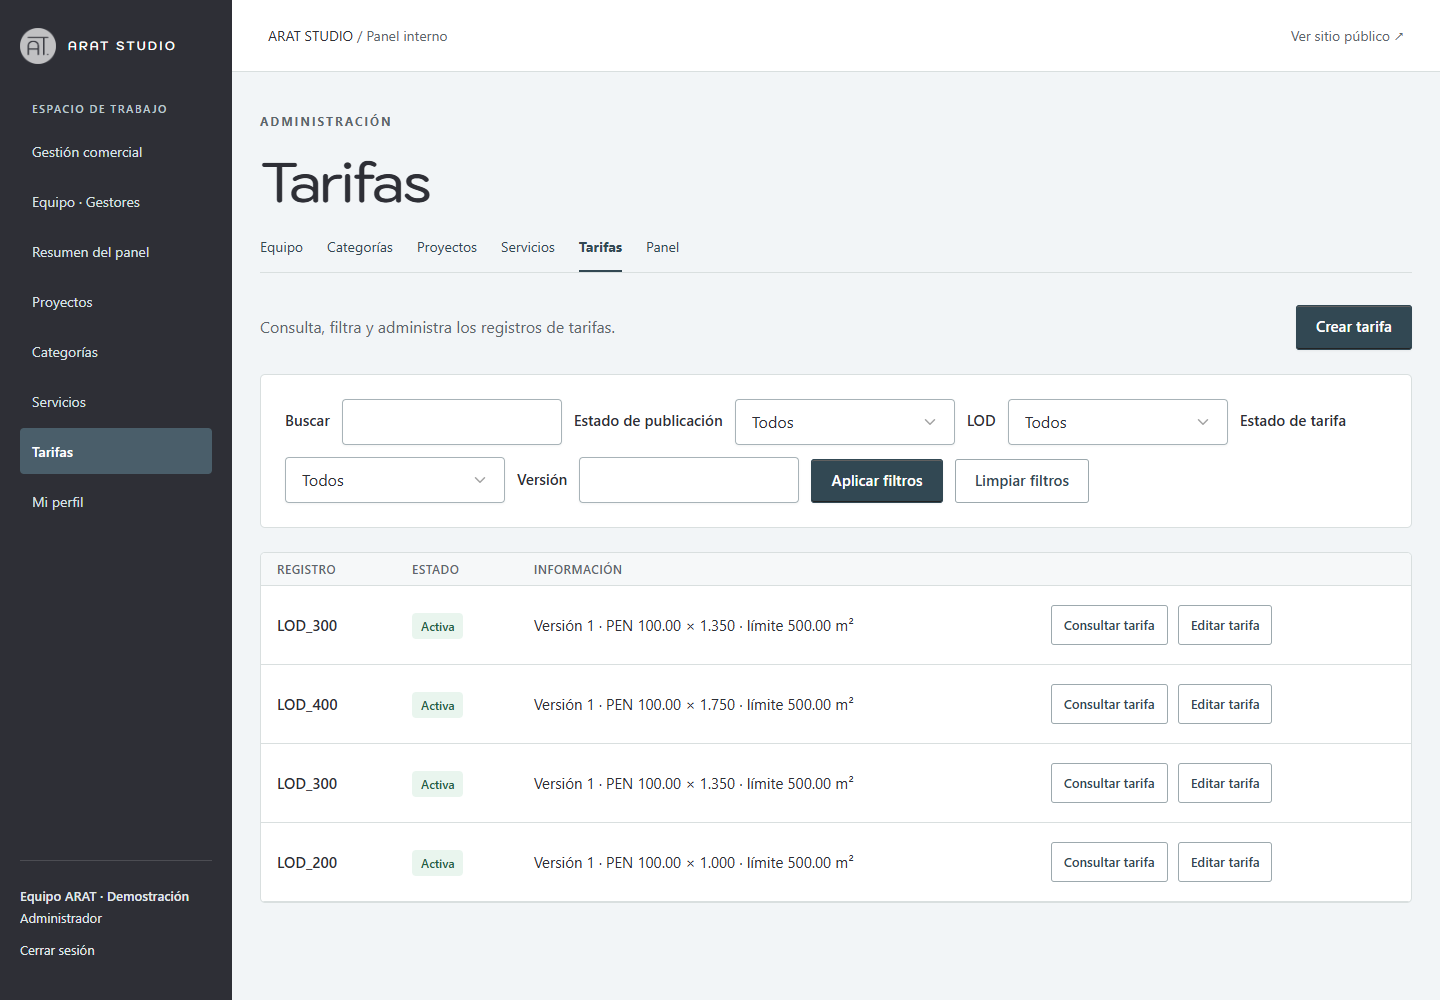 AT.
ARAT STUDIO
ESPACIO DE TRABAJO
Gestión comercial
Equipo · Gestores
Resumen del panel
Proyectos
Categorías
Servicios
Tarifas
Mi perfil
Equipo ARAT · Demostración
Administrador
Cerrar sesión
ARAT STUDIO / Panel interno
Ver sitio público ↗
ADMINISTRACIÓN
Tarifas
Equipo Categorías Proyectos Servicios Tarifas Panel
Consulta, filtra y administra los registros de tarifas.
Crear tarifa
Buscar Estado de publicación Todos LOD Todos Estado de tarifa
Todos Versión Aplicar filtros Limpiar filtros
REGISTRO ESTADO INFORMACIÓN
LOD_300 Activa Versión 1 · PEN 100.00 × 1.350 · límite 500.00 m² Consultar tarifa Editar tarifa
LOD_400 Activa Versión 1 · PEN 100.00 × 1.750 · límite 500.00 m² Consultar tarifa Editar tarifa
LOD_300 Activa Versión 1 · PEN 100.00 × 1.350 · límite 500.00 m² Consultar tarifa Editar tarifa
LOD_200 Activa Versión 1 · PEN 100.00 × 1.000 · límite 500.00 m² Consultar tarifa Editar tarifa